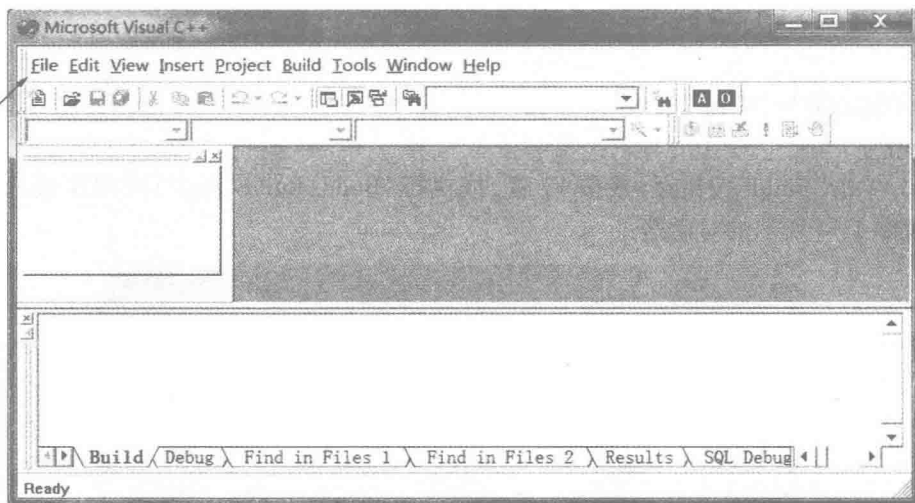 Microsoft Visual C++
File Edit View Insert Project Build Tools Window Help
A O
Build Debug Find in Files 1 Find in Files 2 Results SQL Debug
Ready